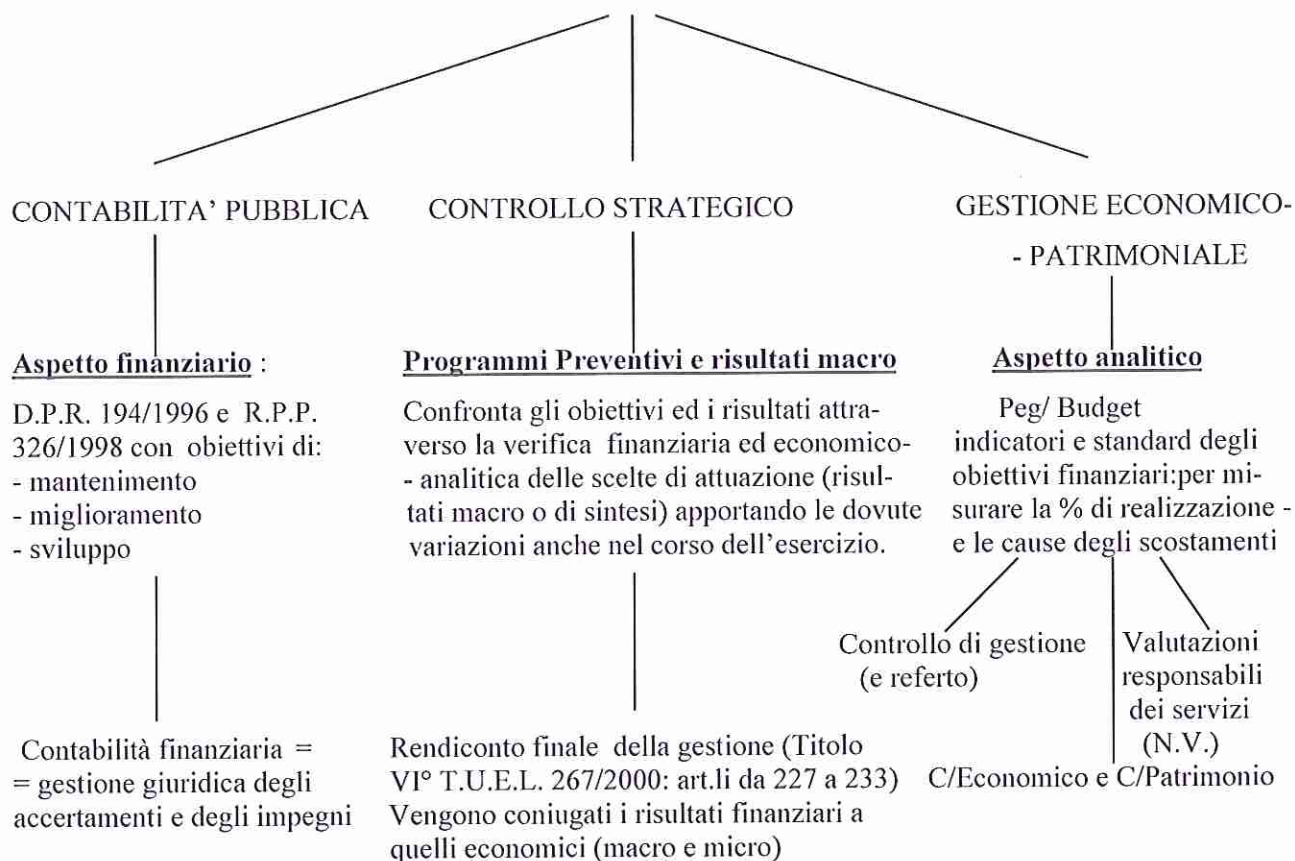 CONTABILITA' PUBBLICA
Aspetto finanziario :
D.P.R. 194/1996 e R.P.P.
326/1998 con obiettivi di:
- mantenimento
- miglioramento
- sviluppo
Contabilità finanziaria =
= gestione giuridica degli
accertamenti e degli impegni
CONTROLLO STRATEGICO
Programmi Preventivi e risultati macro
Confronta gli obiettivi ed i risultati attra-
verso la verifica finanziaria ed economico-
- analitica delle scelte di attuazione (risul-
tati macro o di sintesi) apportando le dovute
variazioni anche nel corso dell'esercizio.
Rendiconto finale della gestione (Titolo
VI° T.U.E.L. 267/2000: art.li da 227 a 233)
Vengono coniugati i risultati finanziari a
quelli economici (macro e micro)
GESTIONE ECONOMICO-
- PATRIMONIALE
Aspetto analitico
Peg/ Budget
indicatori e standard degli
obiettivi finanziari:per mi-
surare la % di realizzazione -
e le cause degli scostamenti
Controllo di gestione
(e referto)
Valutazioni
responsabili
dei servizi
(N.V.)
C/Economico e C/Patrimonio